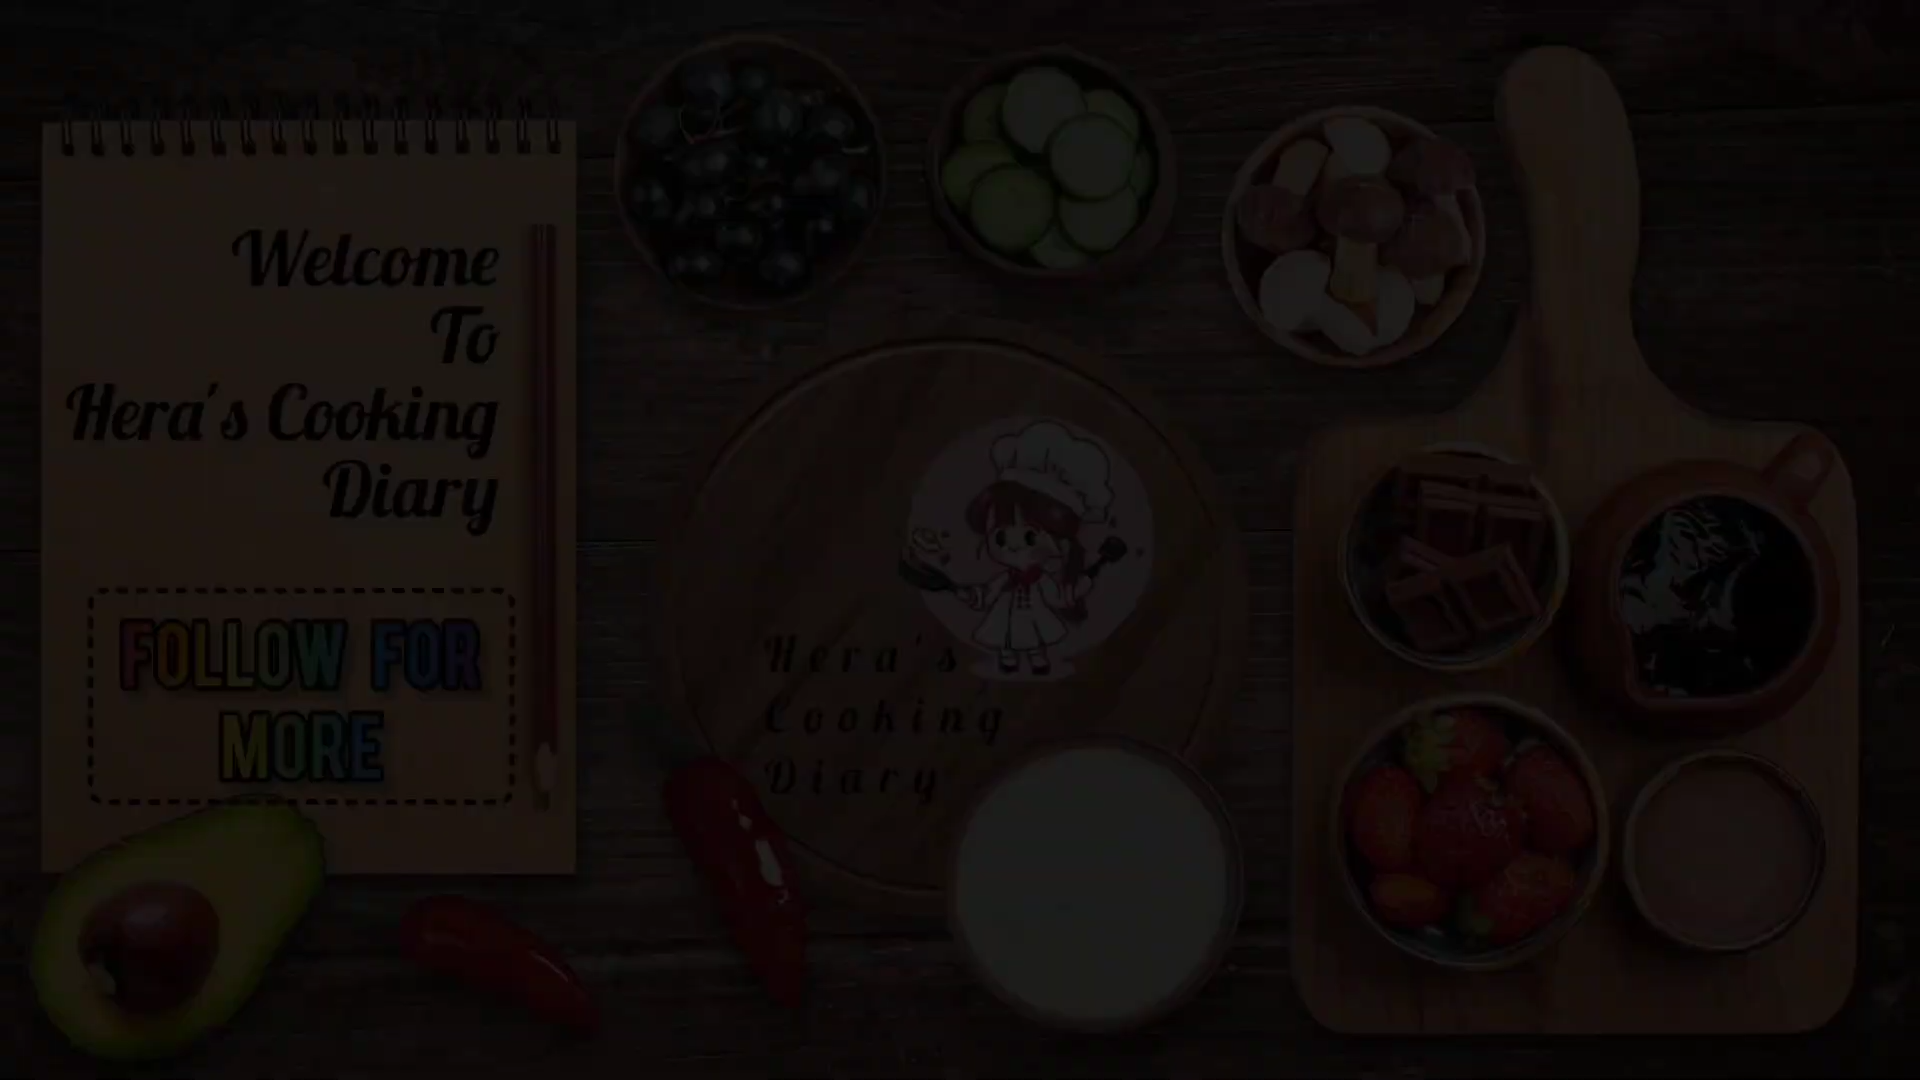 Welcome
To
Hera's Cooking
Diary
FOLLOW FOR
MORE
Hera's
Cooking
Diary